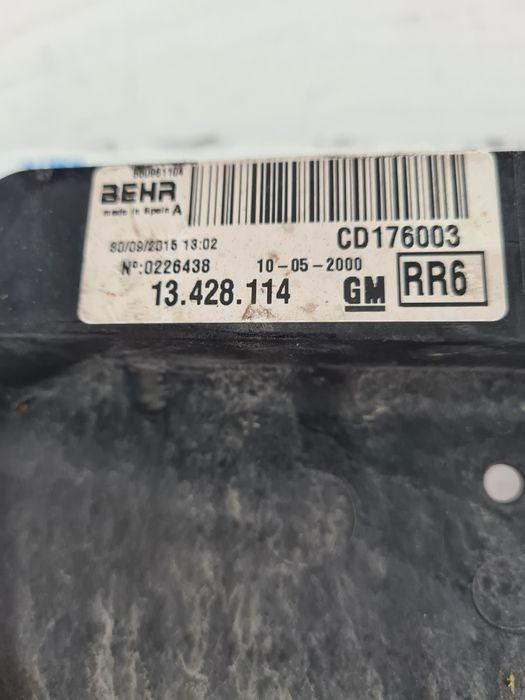 BEHR
made in Spain A
CD176003
30/09/2015 13:02
Nº:0226438 10-05-2000
13.428.114 GM RR6